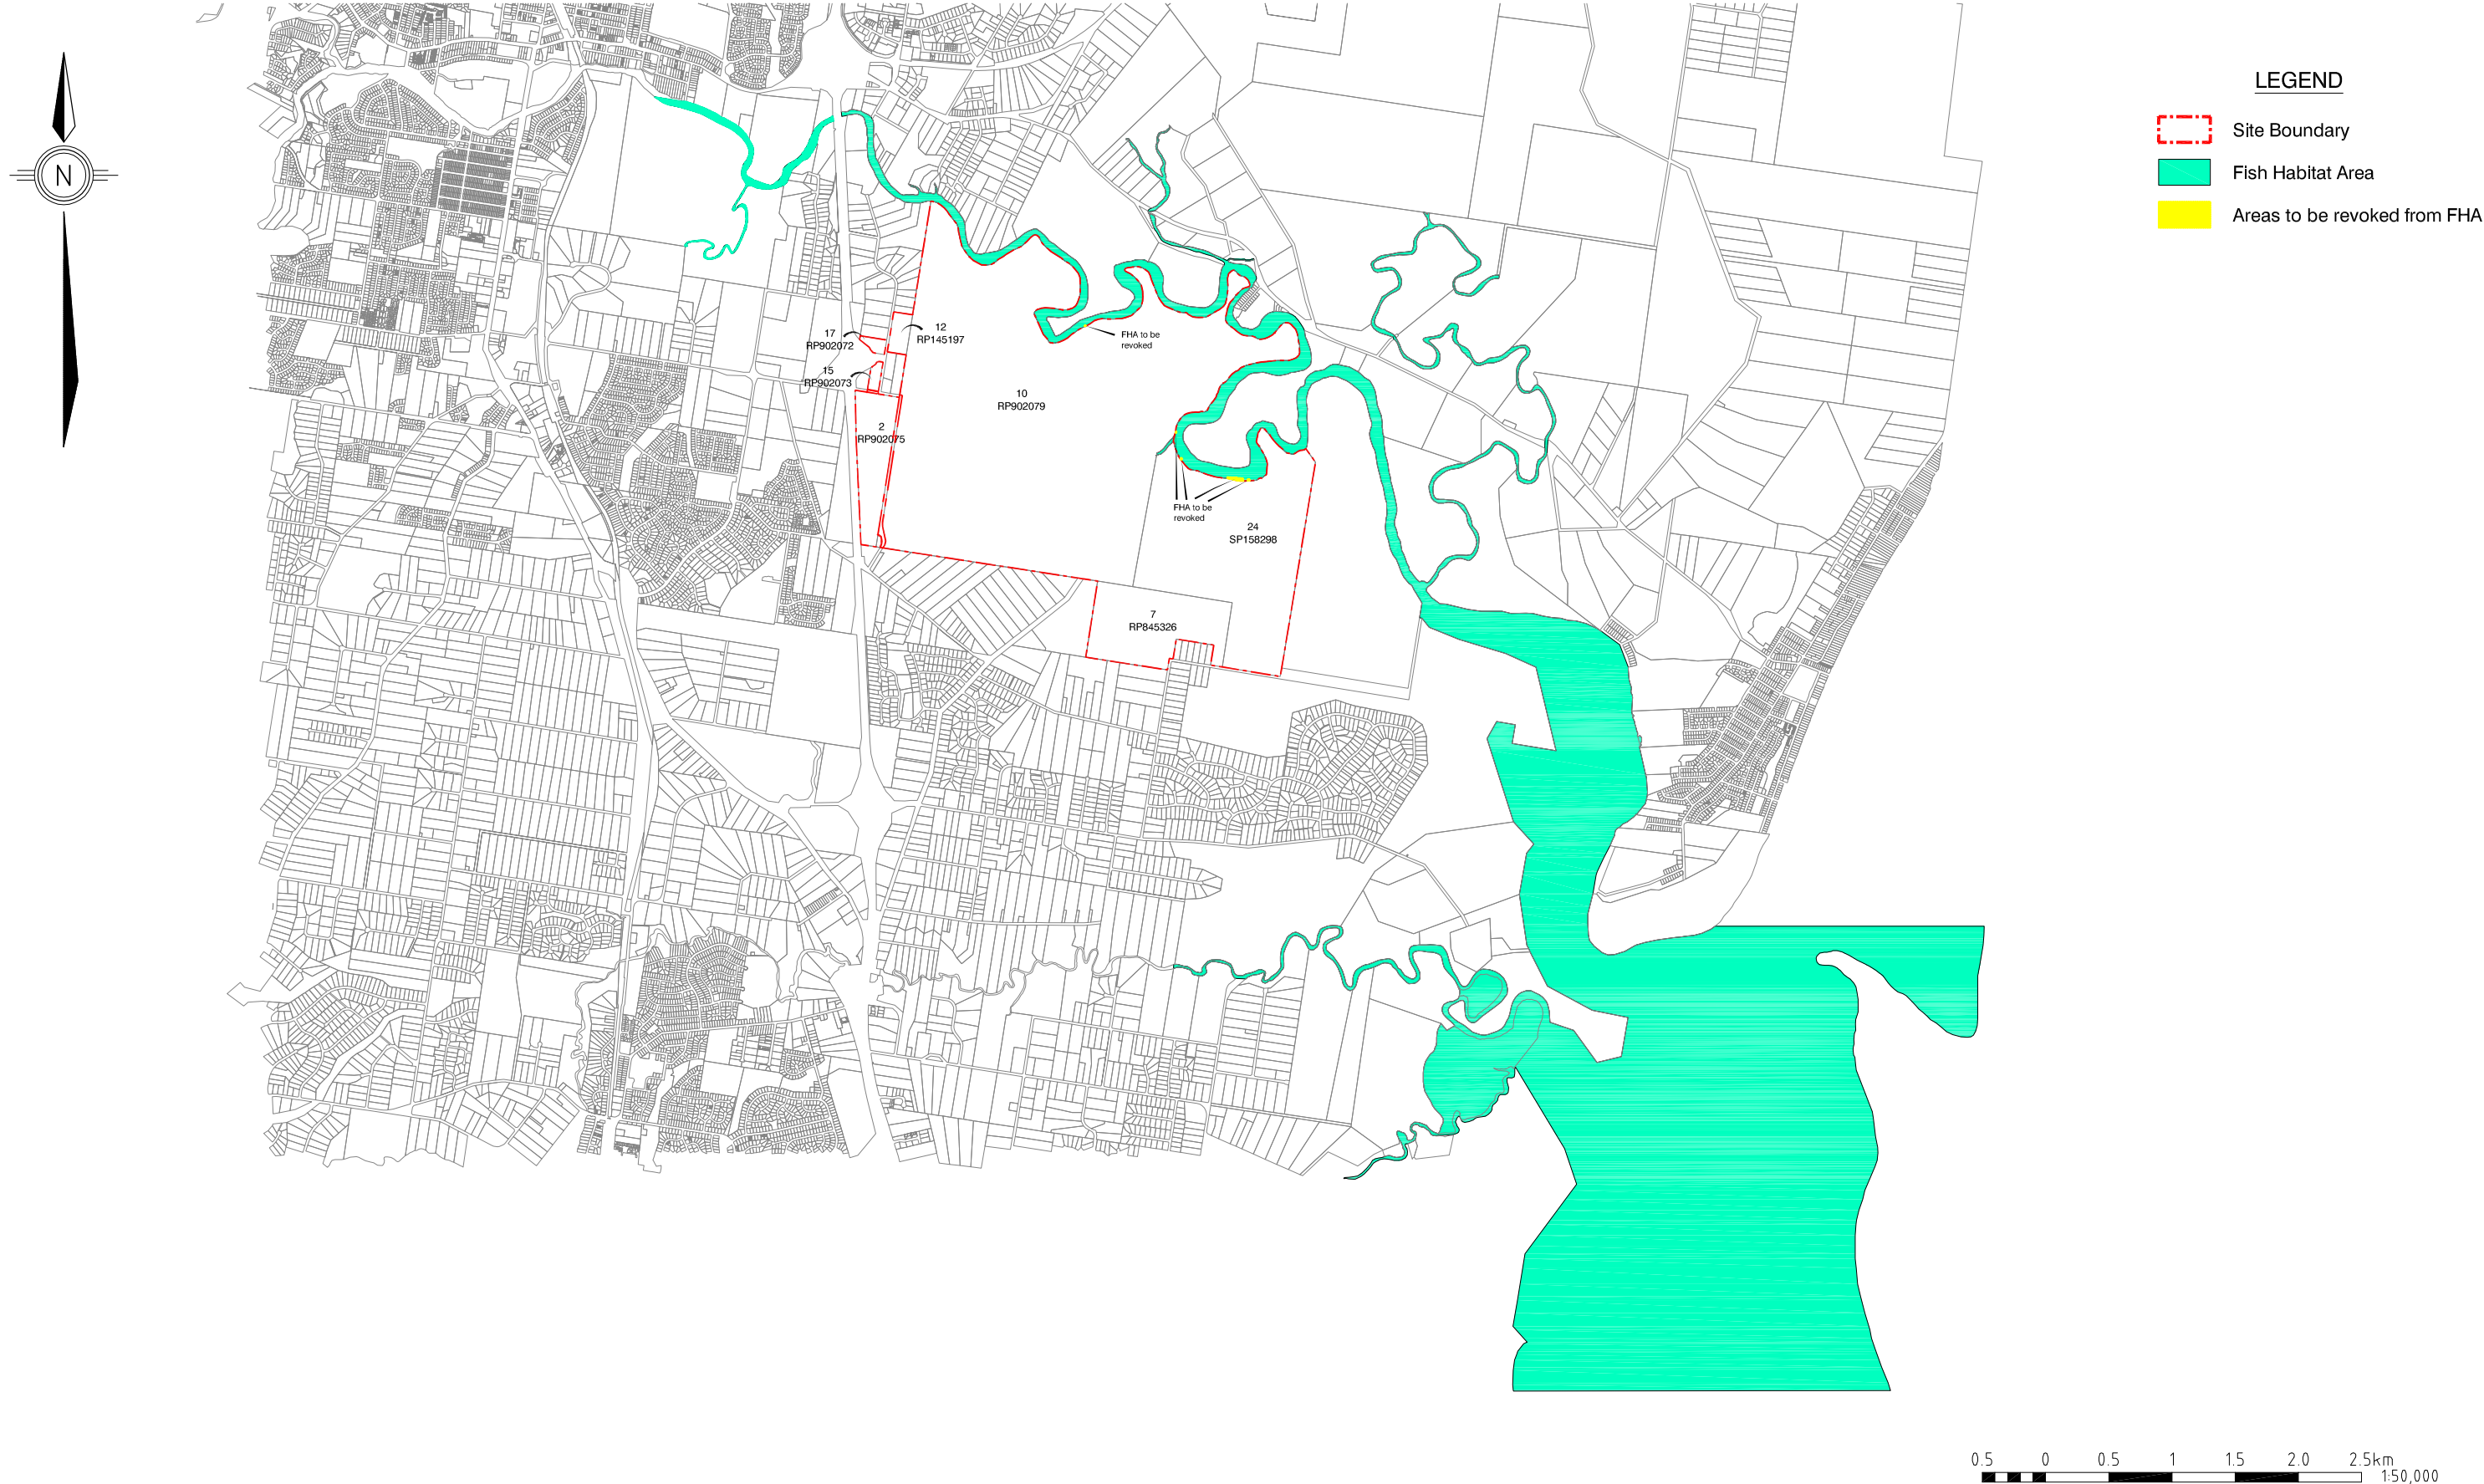 LEGEND
Site Boundary
Fish Habitat Area
Areas to be revoked from FHA
N
17
RP902072
12
RP145197
FHA to be
revoked
15
RP902073
10
RP902079
2
RP902075
FHA to be
revoked
24
SP158298
7
RP845326
0.5 0 0.5 1 1.5 2.0 2.5km
1:50,000